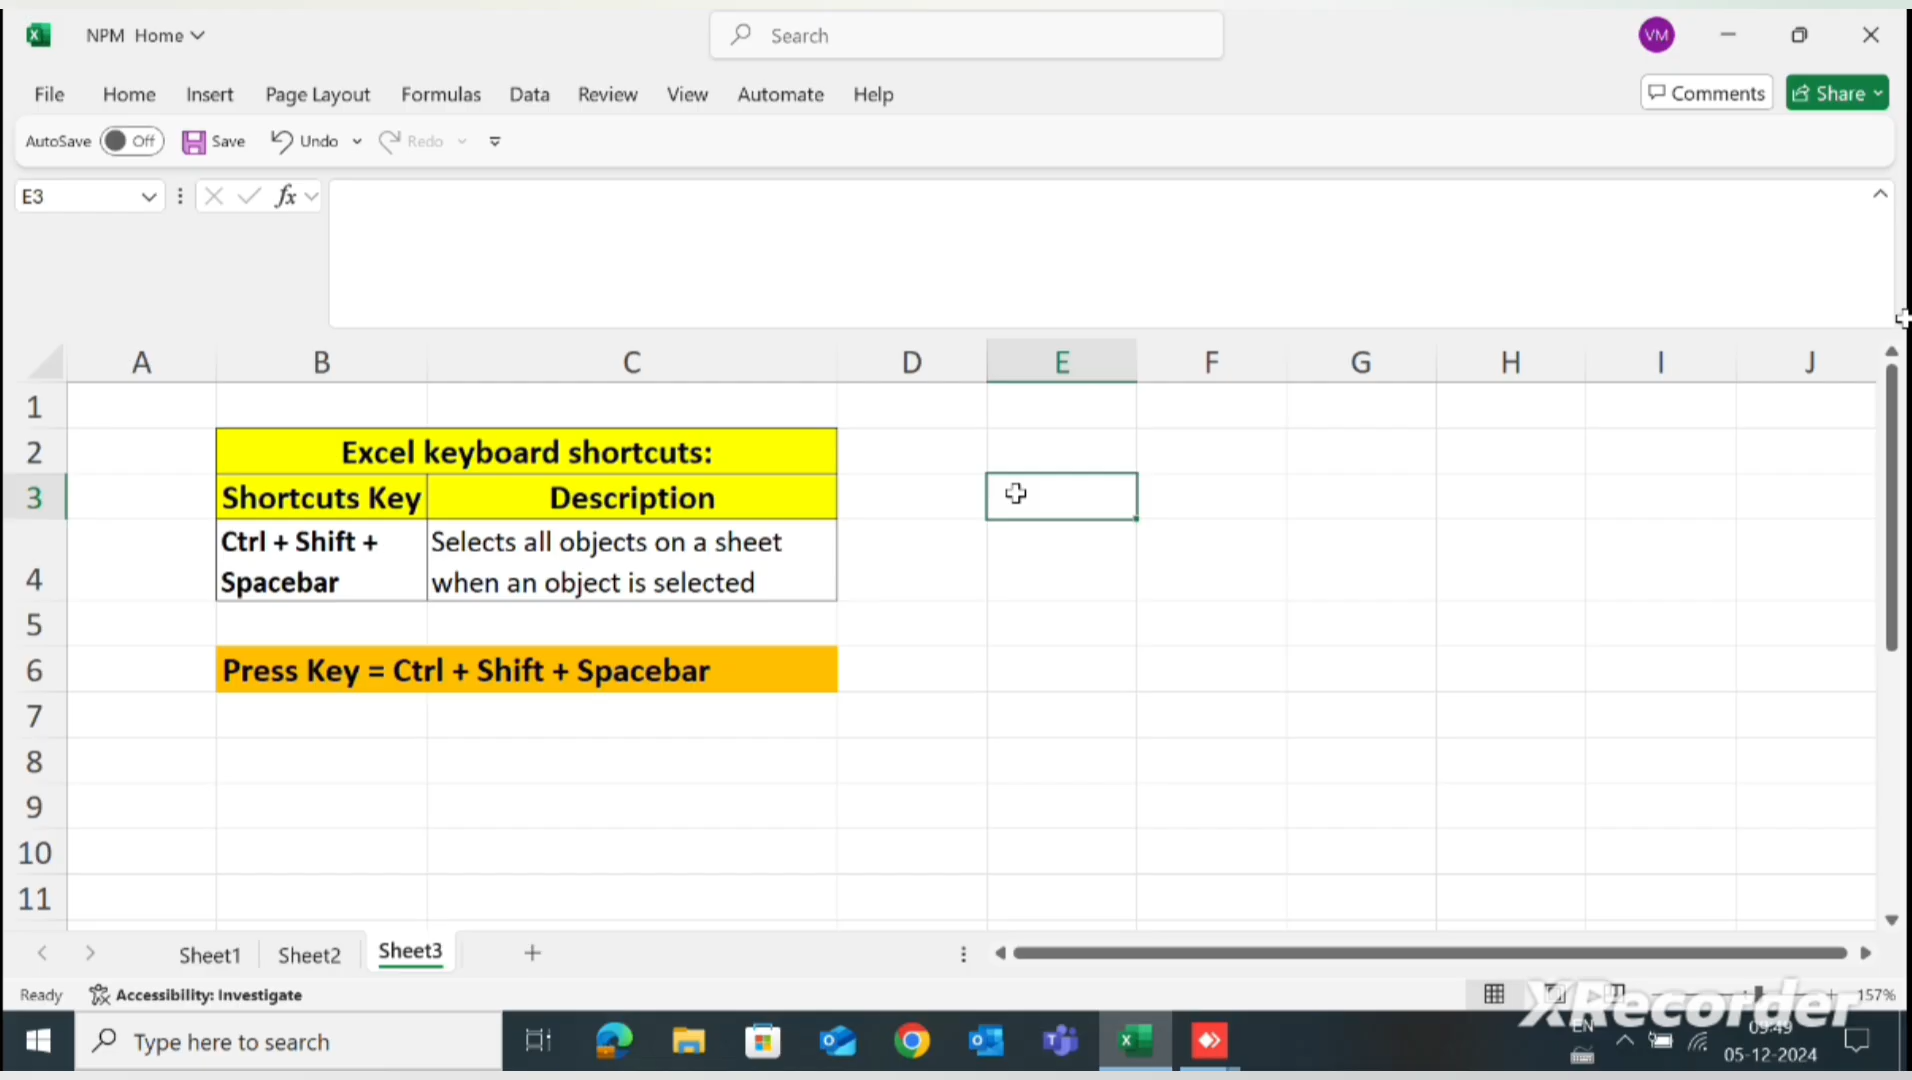 NPM Home
Search
VM
File Home Insert Page Layout Formulas Data Review View Automate Help
Comments Share
AutoSave Off Save Undo Redo
E3 fx
A B C D E F G H I J
1
2 Excel keyboard shortcuts:
3 Shortcuts Key Description
Ctrl + Shift + Selects all objects on a sheet
4 Spacebar when an object is selected
5
6 Press Key = Ctrl + Shift + Spacebar
7
8
9
10
11
Sheet1 Sheet2 Sheet3
Ready Accessibility: Investigate 157%
XRecorder
Type here to search
EN 09:49
05-12-2024